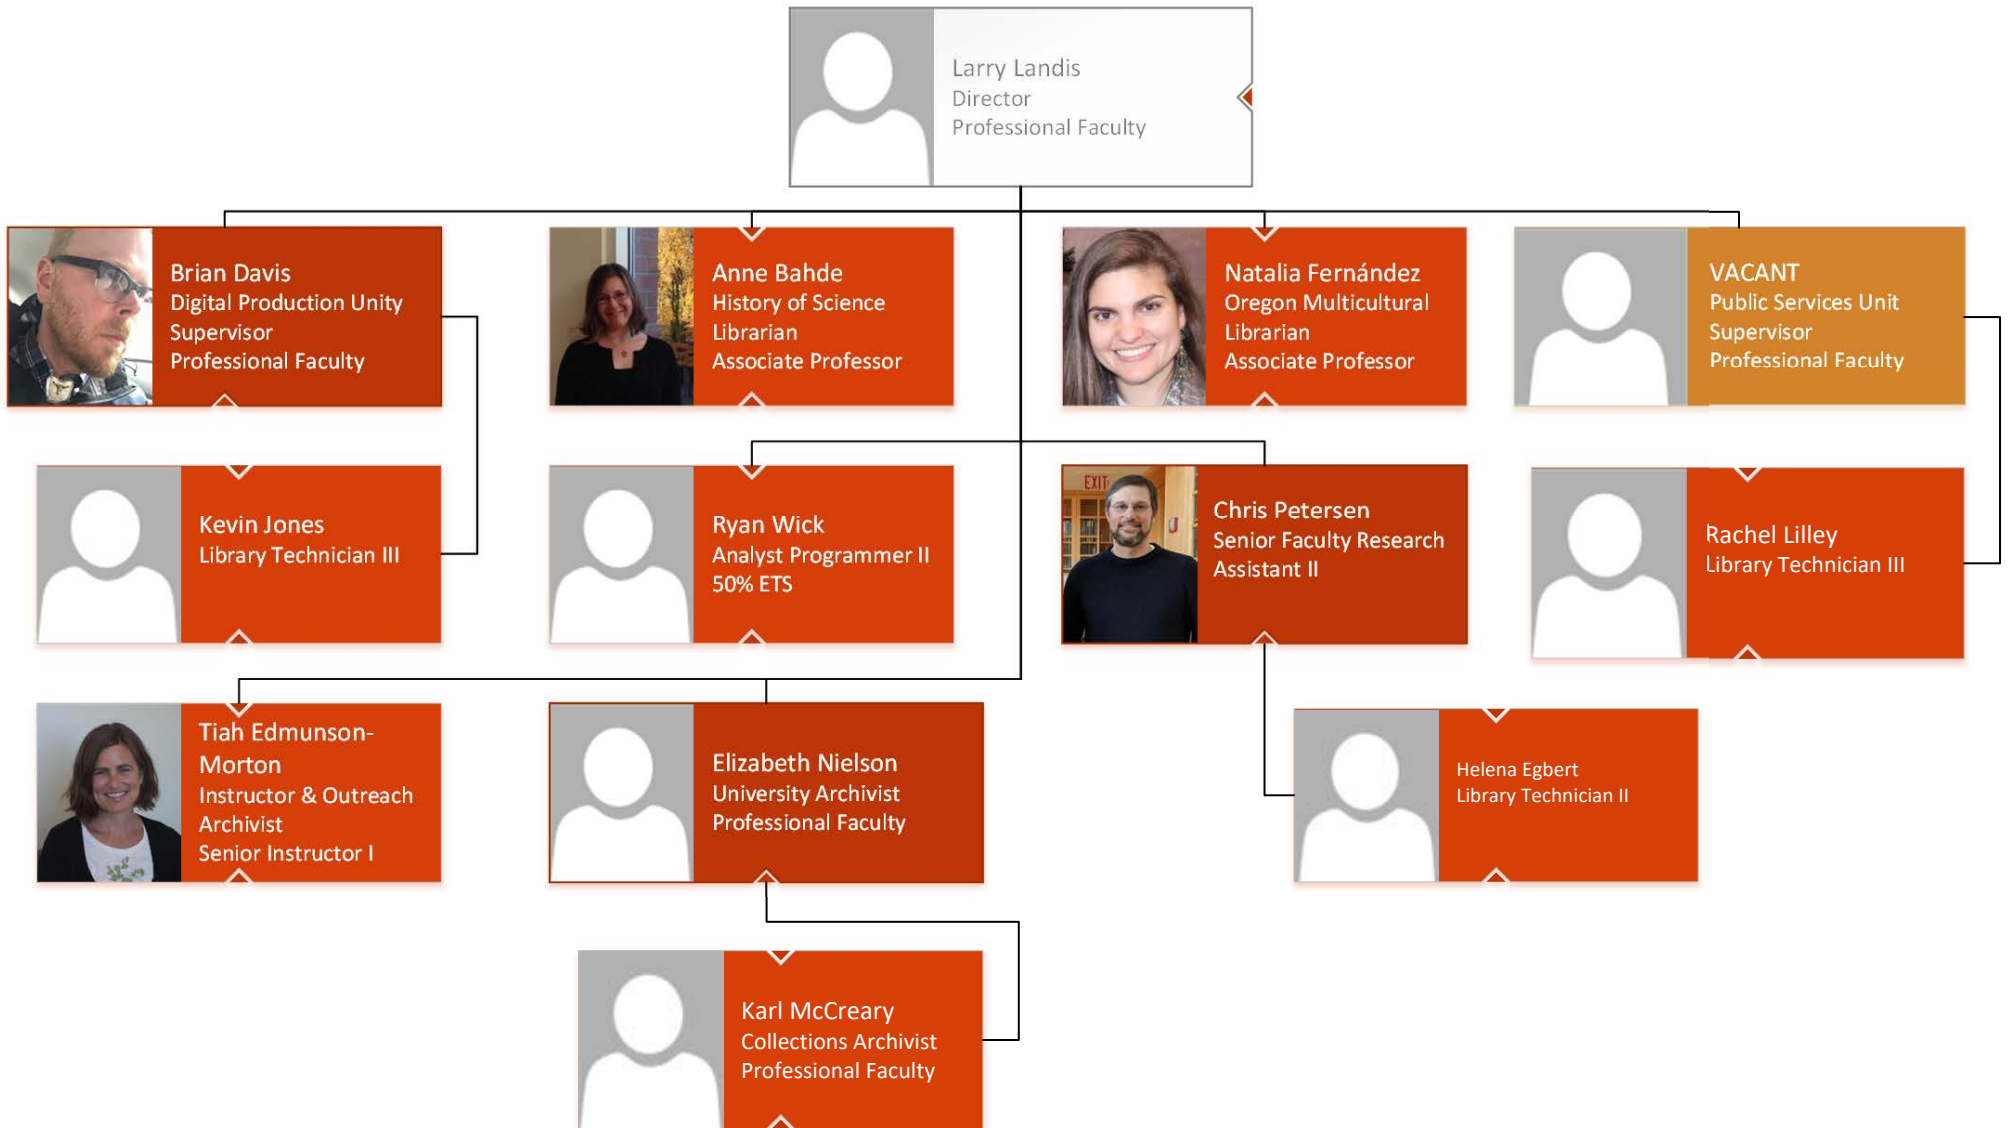 Larry Landis
Director
Professional Faculty
Brian Davis
Digital Production Unity
Supervisor
Professional Faculty
Anne Bahde
History of Science
Librarian
Associate Professor
Natalia Fernández
Oregon Multicultural
Librarian
Associate Professor
VACANT
Public Services Unit
Supervisor
Professional Faculty
Kevin Jones
Library Technician III
Ryan Wick
Analyst Programmer II
50% ETS
EXIT
Chris Petersen
Senior Faculty Research
Assistant II
Rachel Lilley
Library Technician III
Tiah Edmunson-
Morton
Instructor & Outreach
Archivist
Senior Instructor I
Elizabeth Nielson
University Archivist
Professional Faculty
Helena Egbert
Library Technician II
Karl McCreary
Collections Archivist
Professional Faculty